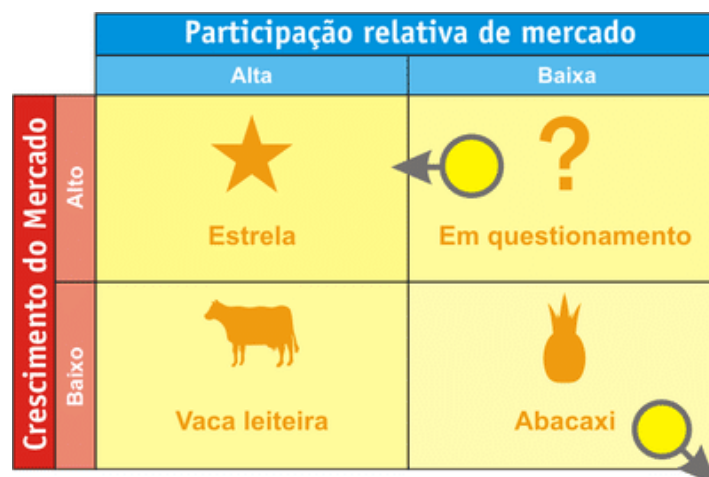 Participação relativa de mercado
Alta
Baixa
Crescimento do Mercado
Alto
?
Estrela
Em questionamento
Baixo
Vaca leiteira
Abacaxi